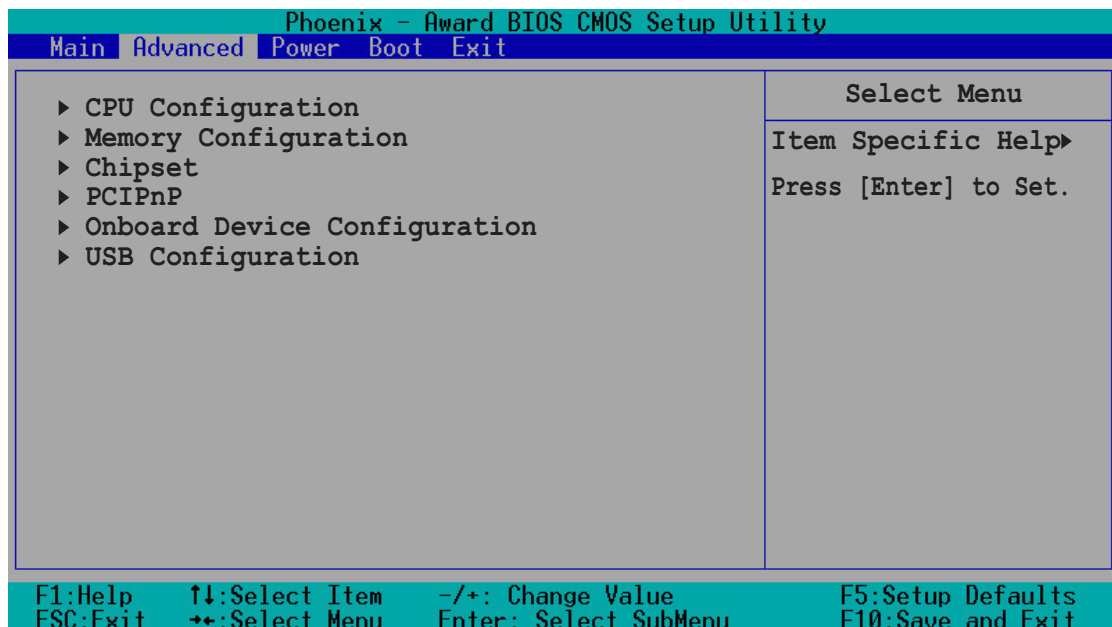 Phoenix - Award BIOS CMOS Setup Utility
Main Advanced Power Boot Exit
▶ CPU Configuration
▶ Memory Configuration
▶ Chipset
▶ PCIPnP
▶ Onboard Device Configuration
▶ USB Configuration
Select Menu
Item Specific Help▶
Press [Enter] to Set.
F1:Help ↑↓:Select Item -/+: Change Value F5:Setup Defaults
ESC:Exit →←:Select Menu Enter: Select SubMenu F10:Save and Exit